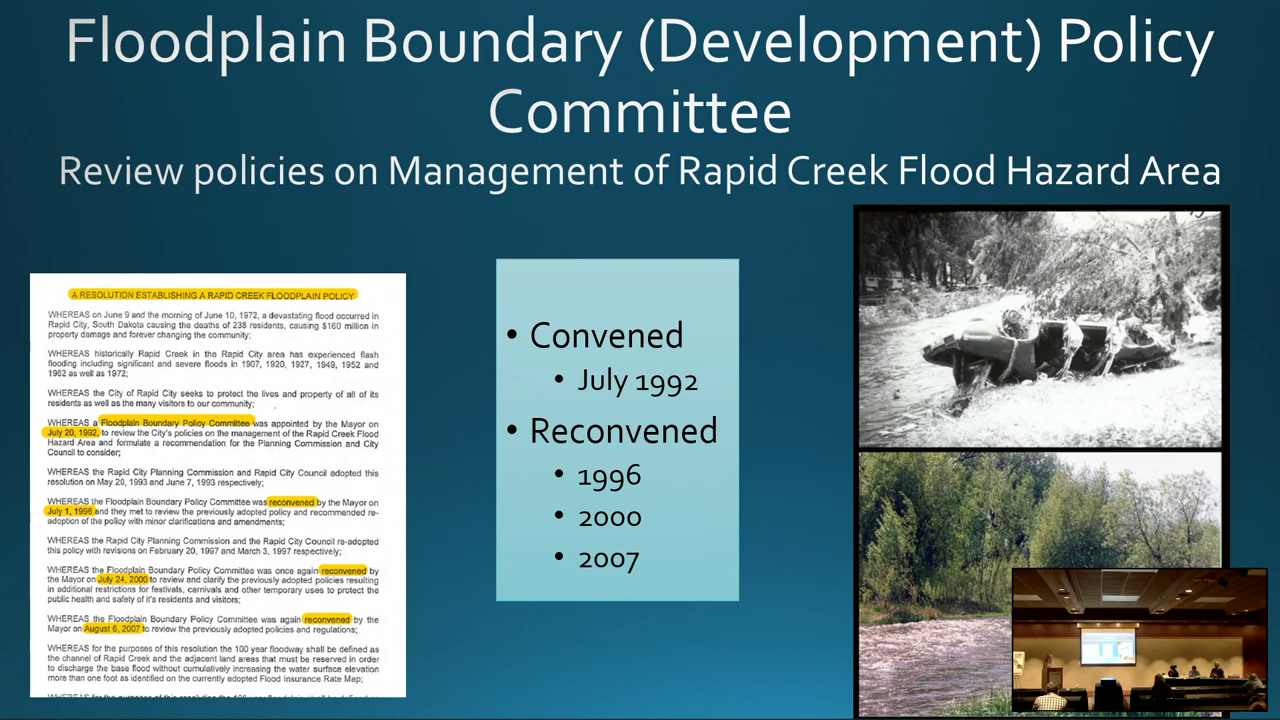 Floodplain Boundary (Development) Policy
Committee
Review policies on Management of Rapid Creek Flood Hazard Area
A RESOLUTION ESTABLISHING A RAPID CREEK FLOODPLAIN POLICY
WHEREAS on June 9 and the morning of June 10, 1972, a devastating flood occurred in
Rapid City, South Dakota causing the deaths of 238 residents, causing $160 million in
property damage and forever changing the community;
WHEREAS historically Rapid Creek in the Rapid City area has experienced flash
flooding including significant and severe floods in 1907, 1920, 1927, 1949, 1952 and
1962 as well as 1972;
WHEREAS the City of Rapid City seeks to protect the lives and property of all of its
residents as well as the many visitors to our community;
WHEREAS a Floodplain Boundary Policy Committee was appointed by the Mayor on
July 20, 1992, to review the City's policies on the management of the Rapid Creek Flood
Hazard Area and formulate a recommendation for the Planning Commission and City
Council to consider;
WHEREAS the Rapid City Planning Commission and Rapid City Council adopted this
resolution on May 20, 1993 and June 7, 1993 respectively;
WHEREAS the Floodplain Boundary Policy Committee was reconvened by the Mayor on
July 1, 1996 and they met to review the previously adopted policy and recommended re-
adoption of the policy with minor clarifications and amendments;
WHEREAS the Rapid City Planning Commission and the Rapid City Council re-adopted
this policy with revisions on February 20, 1997 and March 3, 1997 respectively;
WHEREAS the Floodplain Boundary Policy Committee was once again reconvened by
the Mayor on July 24, 2000 to review and clarify the previously adopted policies resulting
in additional restrictions for festivals, carnivals and other temporary uses to protect the
public health and safety of it's residents and visitors;
WHEREAS the Floodplain Boundary Policy Committee was again reconvened by the
Mayor on August 6, 2007 to review the previously adopted policies and regulations;
WHEREAS for the purposes of this resolution the 100 year floodway shall be defined as
the channel of Rapid Creek and the adjacent land areas that must be reserved in order
to discharge the base flood without cumulatively increasing the water surface elevation
more than one foot as identified on the currently adopted Flood Insurance Rate Map;
• Convened
• July 1992
• Reconvened
• 1996
• 2000
• 2007